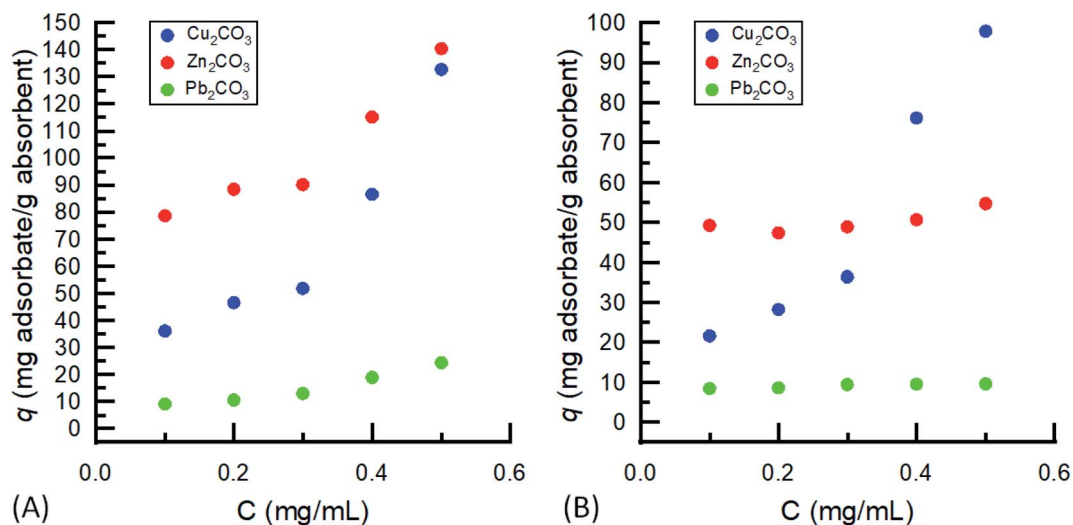 150
140
130
120
110
100
90
80
70
60
50
40
30
20
10
0
q (mg adsorbate/g absorbent)
Cu₂CO₃
Zn₂CO₃
Pb₂CO₃
0.0 0.2 0.4 0.6
C (mg/mL)
(A)
100
90
80
70
60
50
40
30
20
10
0
q (mg adsorbate/g absorbent)
Cu₂CO₃
Zn₂CO₃
Pb₂CO₃
0.0 0.2 0.4 0.6
C (mg/mL)
(B)